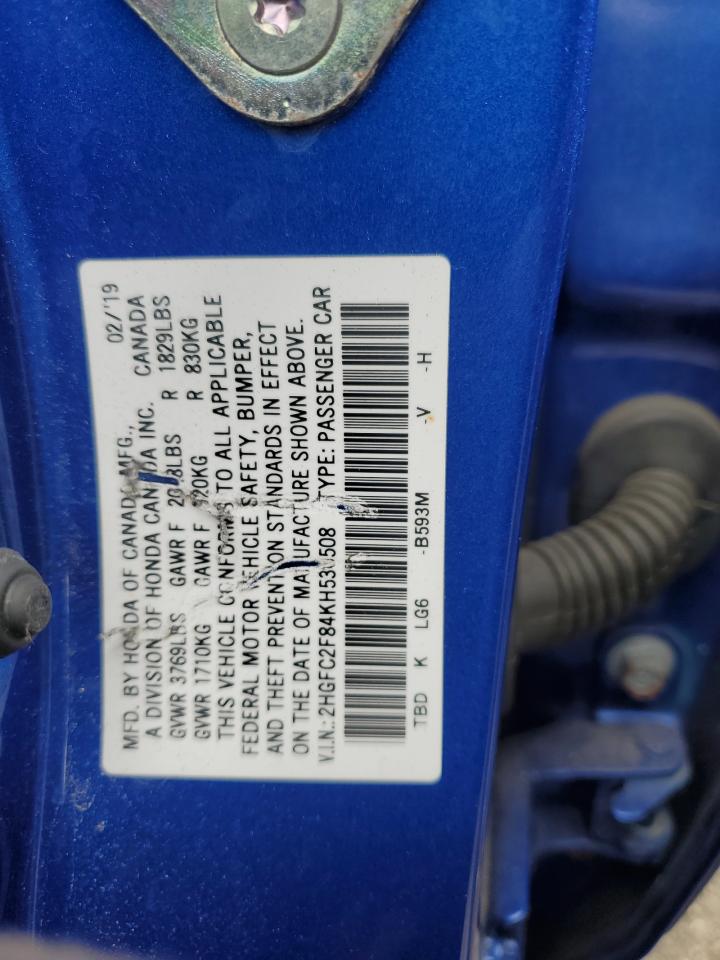 MFD. BY HONDA OF CANADA MFG., 02/'19
A DIVISION OF HONDA CANADA INC. CANADA
GVWR 3769LBS GAWR F R 1829LBS
GVWR 1710KG GAWR F R 830KG
THIS VEHICLE CONFORMS TO ALL APPLICABLE
FEDERAL MOTOR VEHICLE SAFETY, BUMPER,
AND THEFT PREVENTION STANDARDS IN EFFECT
ON THE DATE OF MANUFACTURE SHOWN ABOVE.
V.I.N.: TYPE: PASSENGER CAR
TBD K LG6 -B593M -V -H